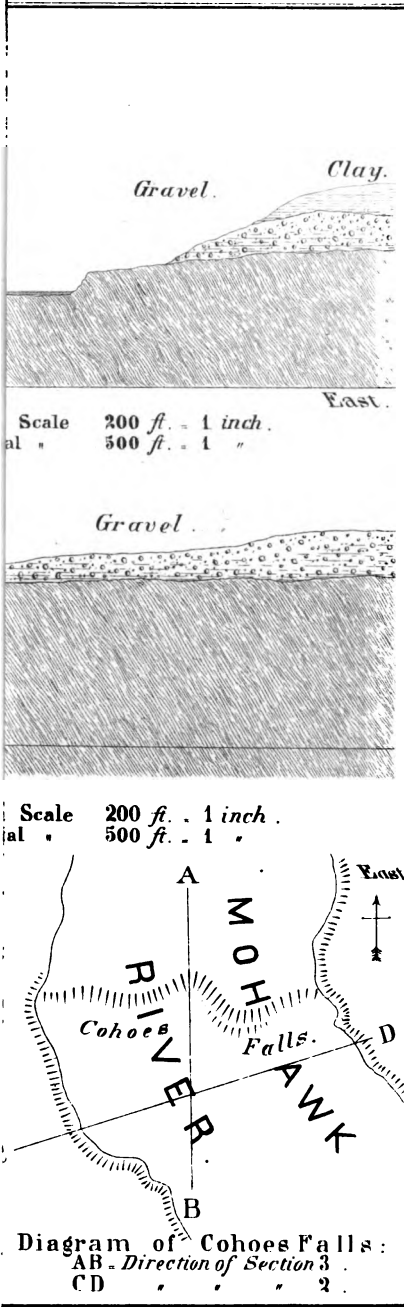 Clay.
Gravel.
East.
Scale 200 ft. = 1 inch.
al " 500 ft. = 1 "
Gravel.
Scale 200 ft. = 1 inch.
al " 500 ft. = 1 "
East
A
MOHAWK
RIVER
Cohoes Falls.
D
B
Diagram of Cohoes Falls:
AB = Direction of Section 3.
CD " " " 2.